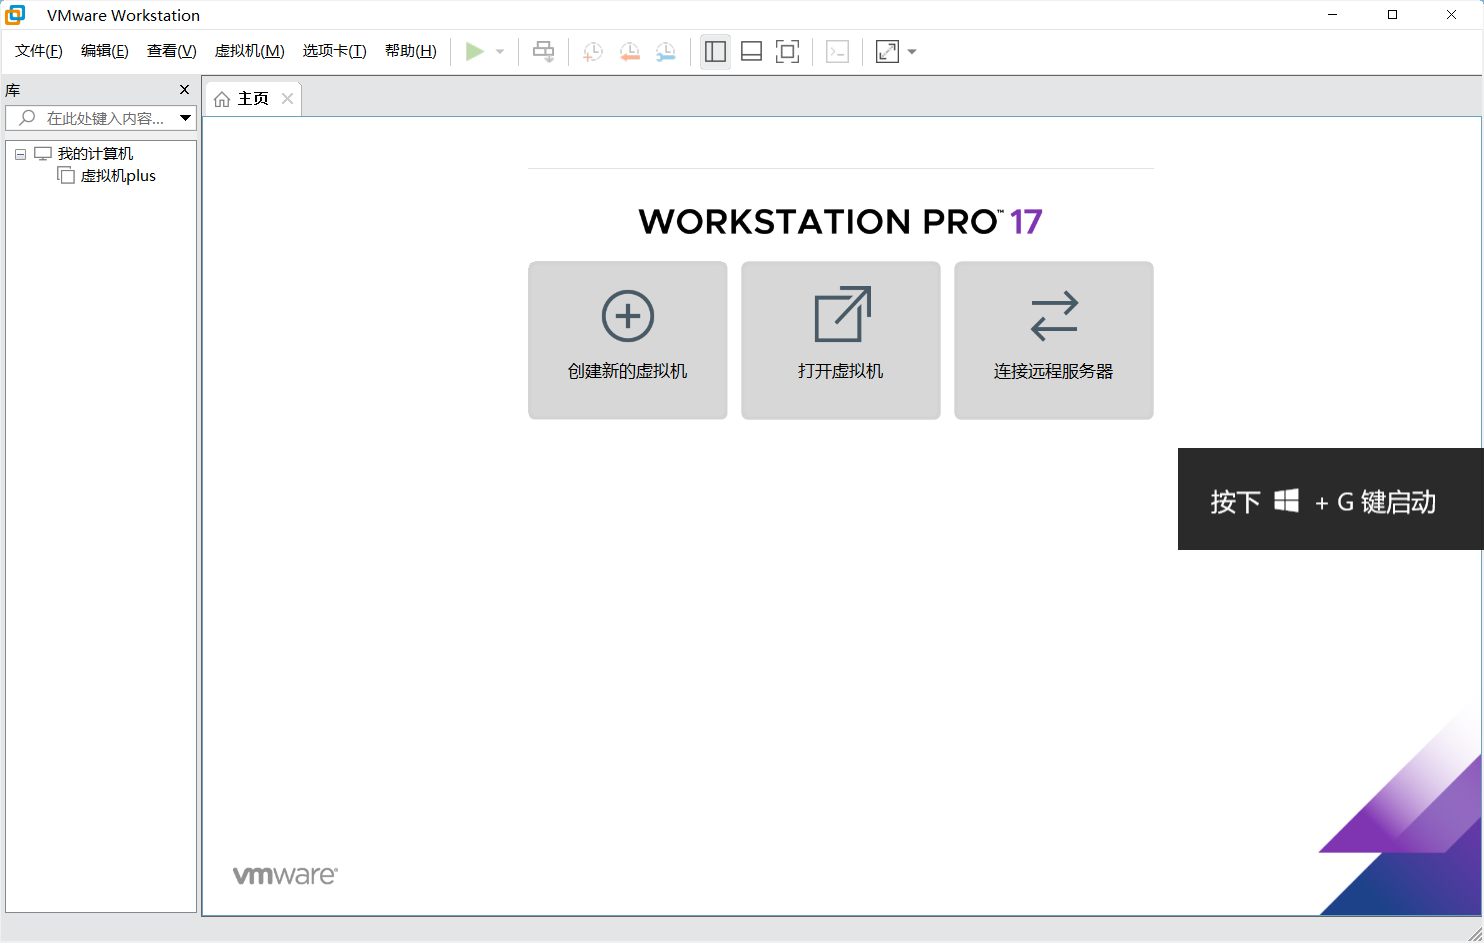 VMware Workstation
文件(F) 编辑(E) 查看(V) 虚拟机(M) 选项卡(T) 帮助(H)
库
在此处键入内容...
我的计算机
虚拟机plus
主页
WORKSTATION PRO™ 17
创建新的虚拟机
打开虚拟机
连接远程服务器
按下 + G 键启动
vmware®